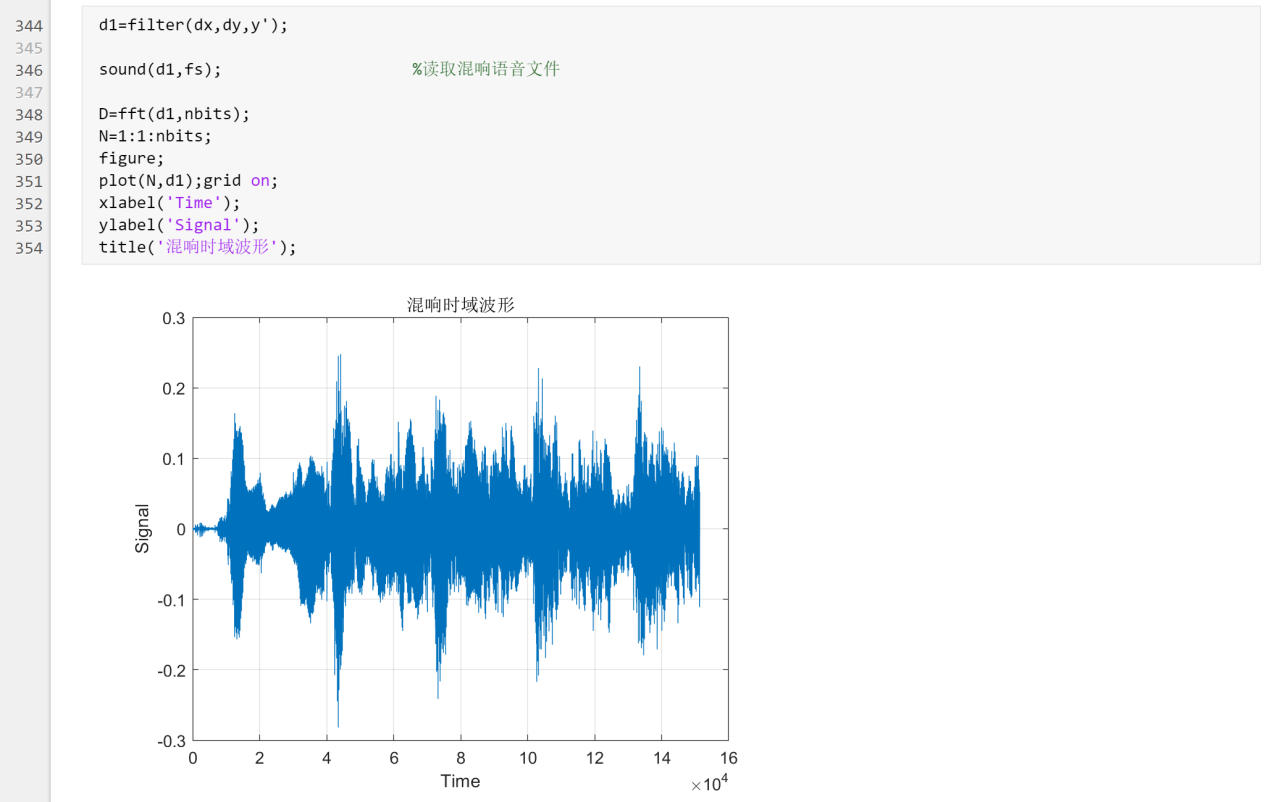 344 d1=filter(dx,dy,y');
345
346 sound(d1,fs); %读取混响语音文件
347
348 D=fft(d1,nbits);
349 N=1:1:nbits;
350 figure;
351 plot(N,d1);grid on;
352 xlabel('Time');
353 ylabel('Signal');
354 title('混响时域波形');
混响时域波形
0.3
0.2
0.1
0
-0.1
-0.2
-0.3
Signal
0 2 4 6 8 10 12 14 16
Time
×10⁴